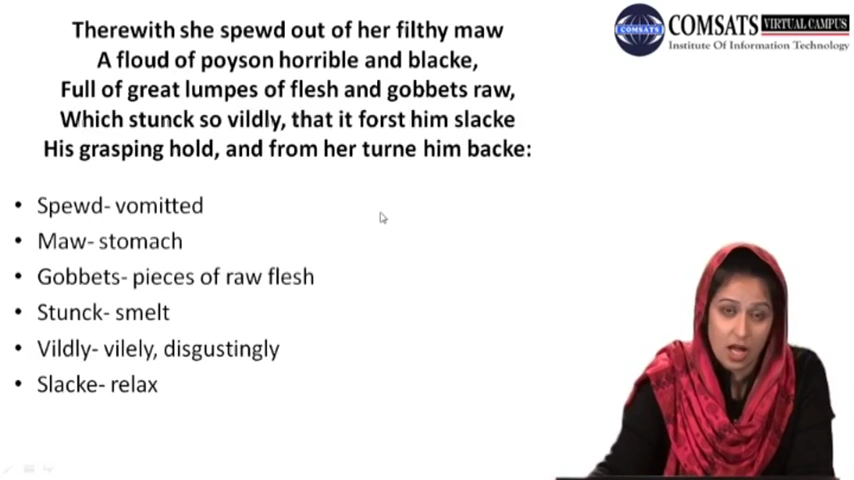 Therewith she spewd out of her filthy maw
A floud of poyson horrible and blacke,
Full of great lumpes of flesh and gobbets raw,
Which stunck so vildly, that it forst him slacke
His grasping hold, and from her turne him backe:
• Spewd- vomitted
• Maw- stomach
• Gobbets- pieces of raw flesh
• Stunck- smelt
• Vildly- vilely, disgustingly
• Slacke- relax
COMSATS
COMSATS VIRTUAL CAMPUS
Institute Of Information Technology